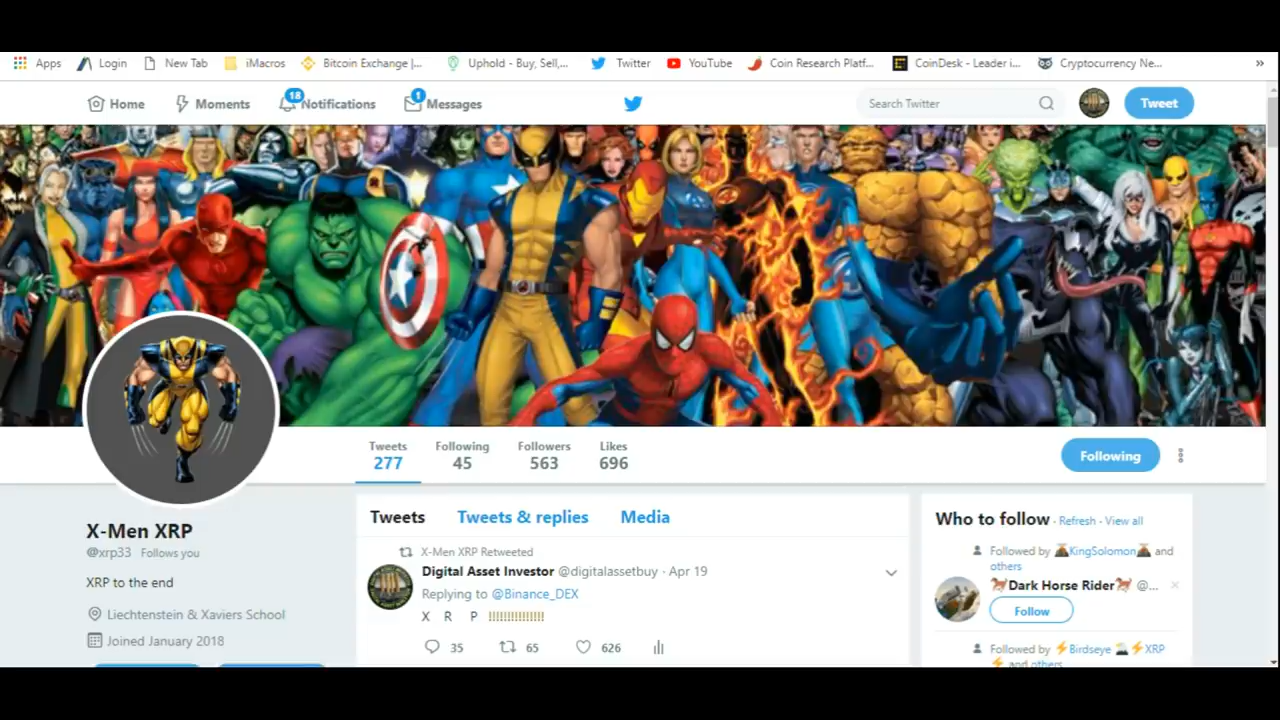 Apps Login New Tab iMacros Bitcoin Exchange |... Uphold - Buy, Sell,... Twitter YouTube Coin Research Platf... CoinDesk - Leader i... Cryptocurrency Ne... »
Home Moments 18 Notifications 1 Messages Search Twitter Tweet
Tweets Following Followers Likes
277 45 563 696 Following
X-Men XRP
@xrp33 Follows you
XRP to the end
Liechtenstein & Xaviers School
Joined January 2018
Tweets Tweets & replies Media
X-Men XRP Retweeted
Digital Asset Investor @digitalassetbuy · Apr 19
Replying to @Binance_DEX
X R P !!!!!!!!!!!!!!!
35 65 626
Who to follow · Refresh · View all
Followed by 🌋KingSolomon🌋 and
others
🐎Dark Horse Rider🐎 @...
Follow
Followed by ⚡Birdseye 🌋⚡XRP
⚡ and others